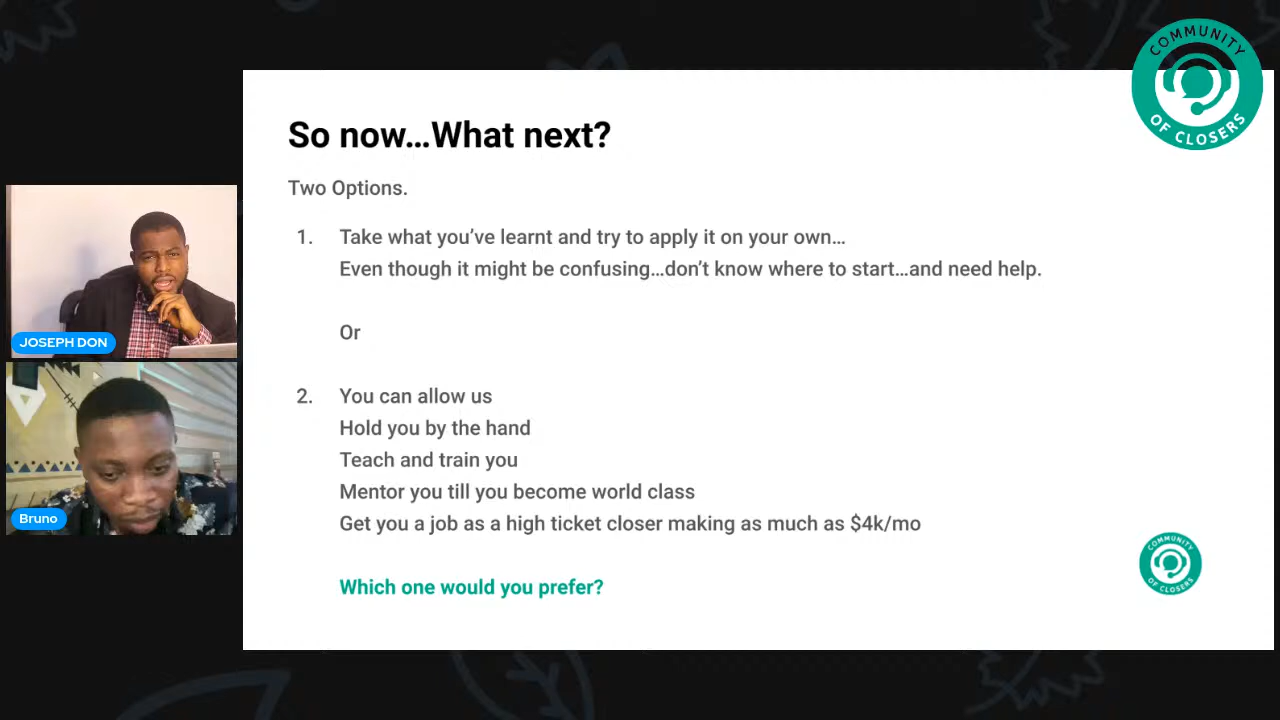 COMMUNITY
OF CLOSERS
So now...What next?
Two Options.
1. Take what you've learnt and try to apply it on your own...
Even though it might be confusing...don't know where to start...and need help.
Or
2. You can allow us
Hold you by the hand
Teach and train you
Mentor you till you become world class
Get you a job as a high ticket closer making as much as $4k/mo
Which one would you prefer?
JOSEPH DON
Bruno
COMMUNITY
OF CLOSERS